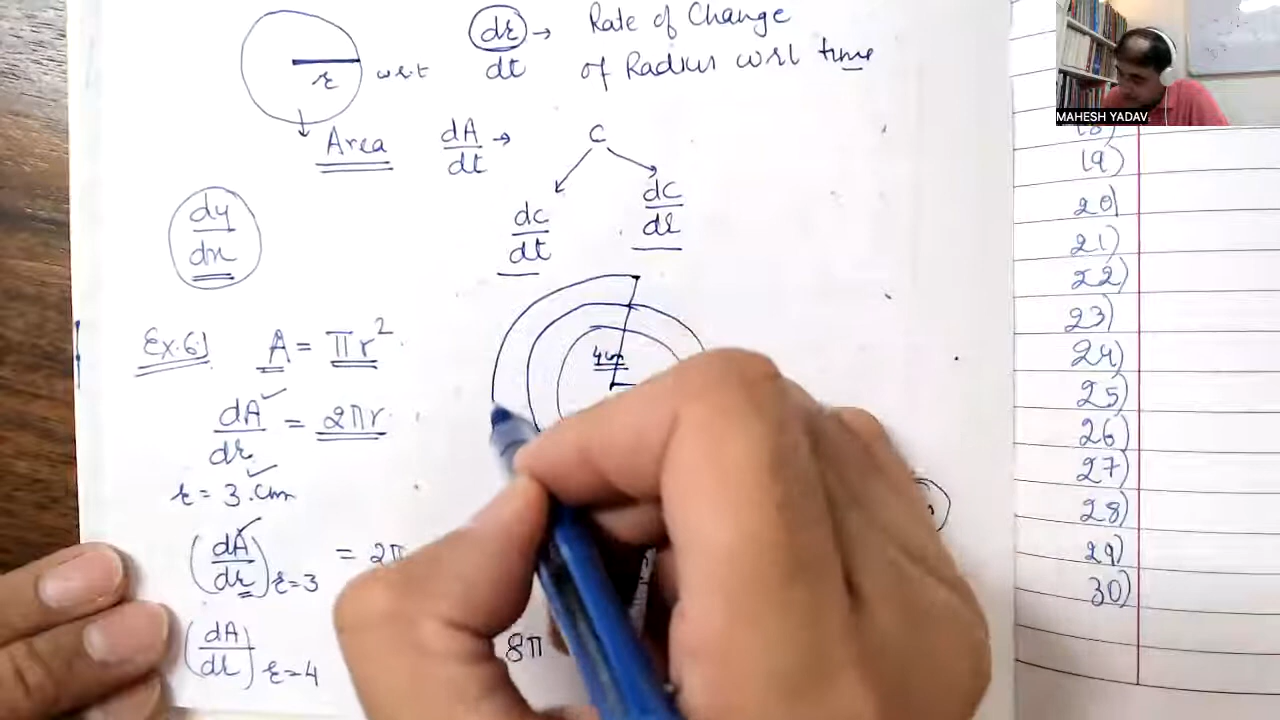 dr/dt → Rate of Change
of Radius wrt time
r wrt
Area dA/dt → C
dc/dt dc/dr
dy/dx
Ex.6) A = πr²
dA/dr = 2πr
r = 3 cm
4cm
(dA/dr) r=3 = 2π
(dA/dr) r=4 8π
MAHESH YADAV
19)
20)
21)
22)
23)
24)
25)
26)
27)
28)
29)
30)